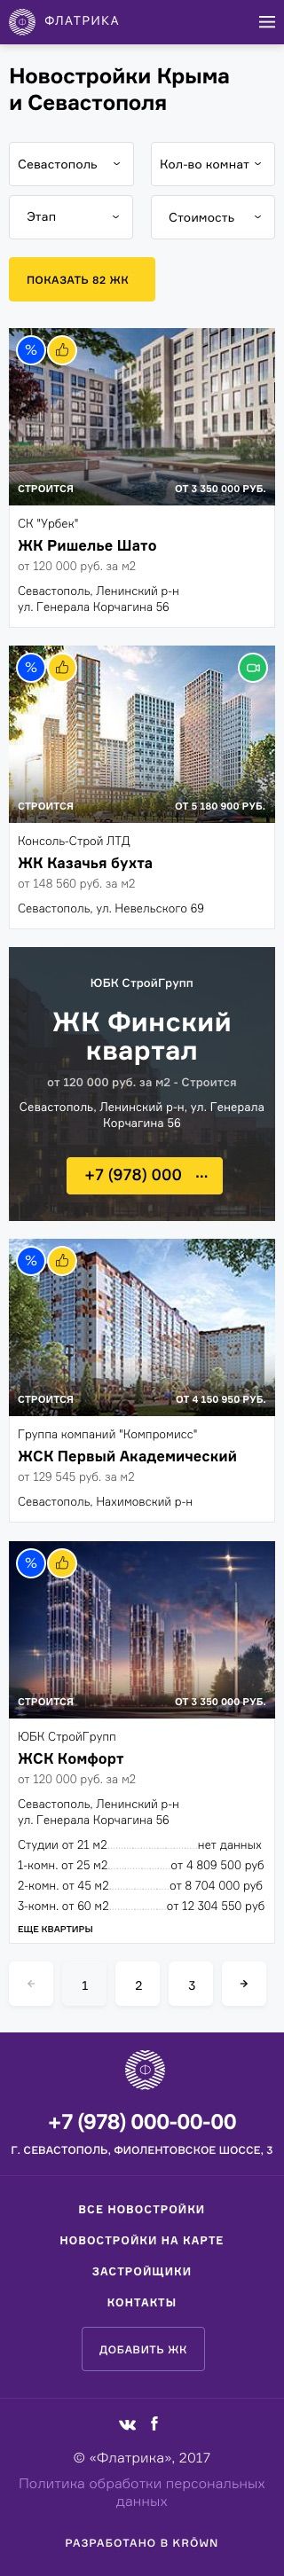 ФЛАТРИКА
Новостройки Крыма
и Севастополя
Севастополь
Кол-во комнат
Этап
Стоимость
ПОКАЗАТЬ 82 ЖК
%
СТРОИТСЯ
ОТ 3 350 000 РУБ.
СК "Урбек"
ЖК Ришелье Шато
от 120 000 руб. за м2
Севастополь, Ленинский р-н
ул. Генерала Корчагина 56
%
СТРОИТСЯ
ОТ 5 180 900 РУБ.
Консоль-Строй ЛТД
ЖК Казачья бухта
от 148 560 руб. за м2
Севастополь, ул. Невельского 69
ЮБК СтройГрупп
ЖК Финский
квартал
от 120 000 руб. за м2 - Строится
Севастополь, Ленинский р-н, ул. Генерала
Корчагина 56
+7 (978) 000 ...
%
СТРОИТСЯ
ОТ 4 150 950 РУБ.
Группа компаний "Компромисс"
ЖСК Первый Академический
от 129 545 руб. за м2
Севастополь, Нахимовский р-н
%
СТРОИТСЯ
ОТ 3 350 000 РУБ.
ЮБК СтройГрупп
ЖСК Комфорт
от 120 000 руб. за м2
Севастополь, Ленинский р-н
ул. Генерала Корчагина 56
Студии от 21 м2 нет данных
1-комн. от 25 м2 от 4 809 500 руб
2-комн. от 45 м2 от 8 704 000 руб
3-комн. от 60 м2 от 12 304 550 руб
ЕЩЕ КВАРТИРЫ
← 1 2 3 →
+7 (978) 000-00-00
Г. СЕВАСТОПОЛЬ, ФИОЛЕНТОВСКОЕ ШОССЕ, 3
ВСЕ НОВОСТРОЙКИ
НОВОСТРОЙКИ НА КАРТЕ
ЗАСТРОЙЩИКИ
КОНТАКТЫ
ДОБАВИТЬ ЖК
© «Флатрика», 2017
Политика обработки персональных
данных
РАЗРАБОТАНО В KRŌWN